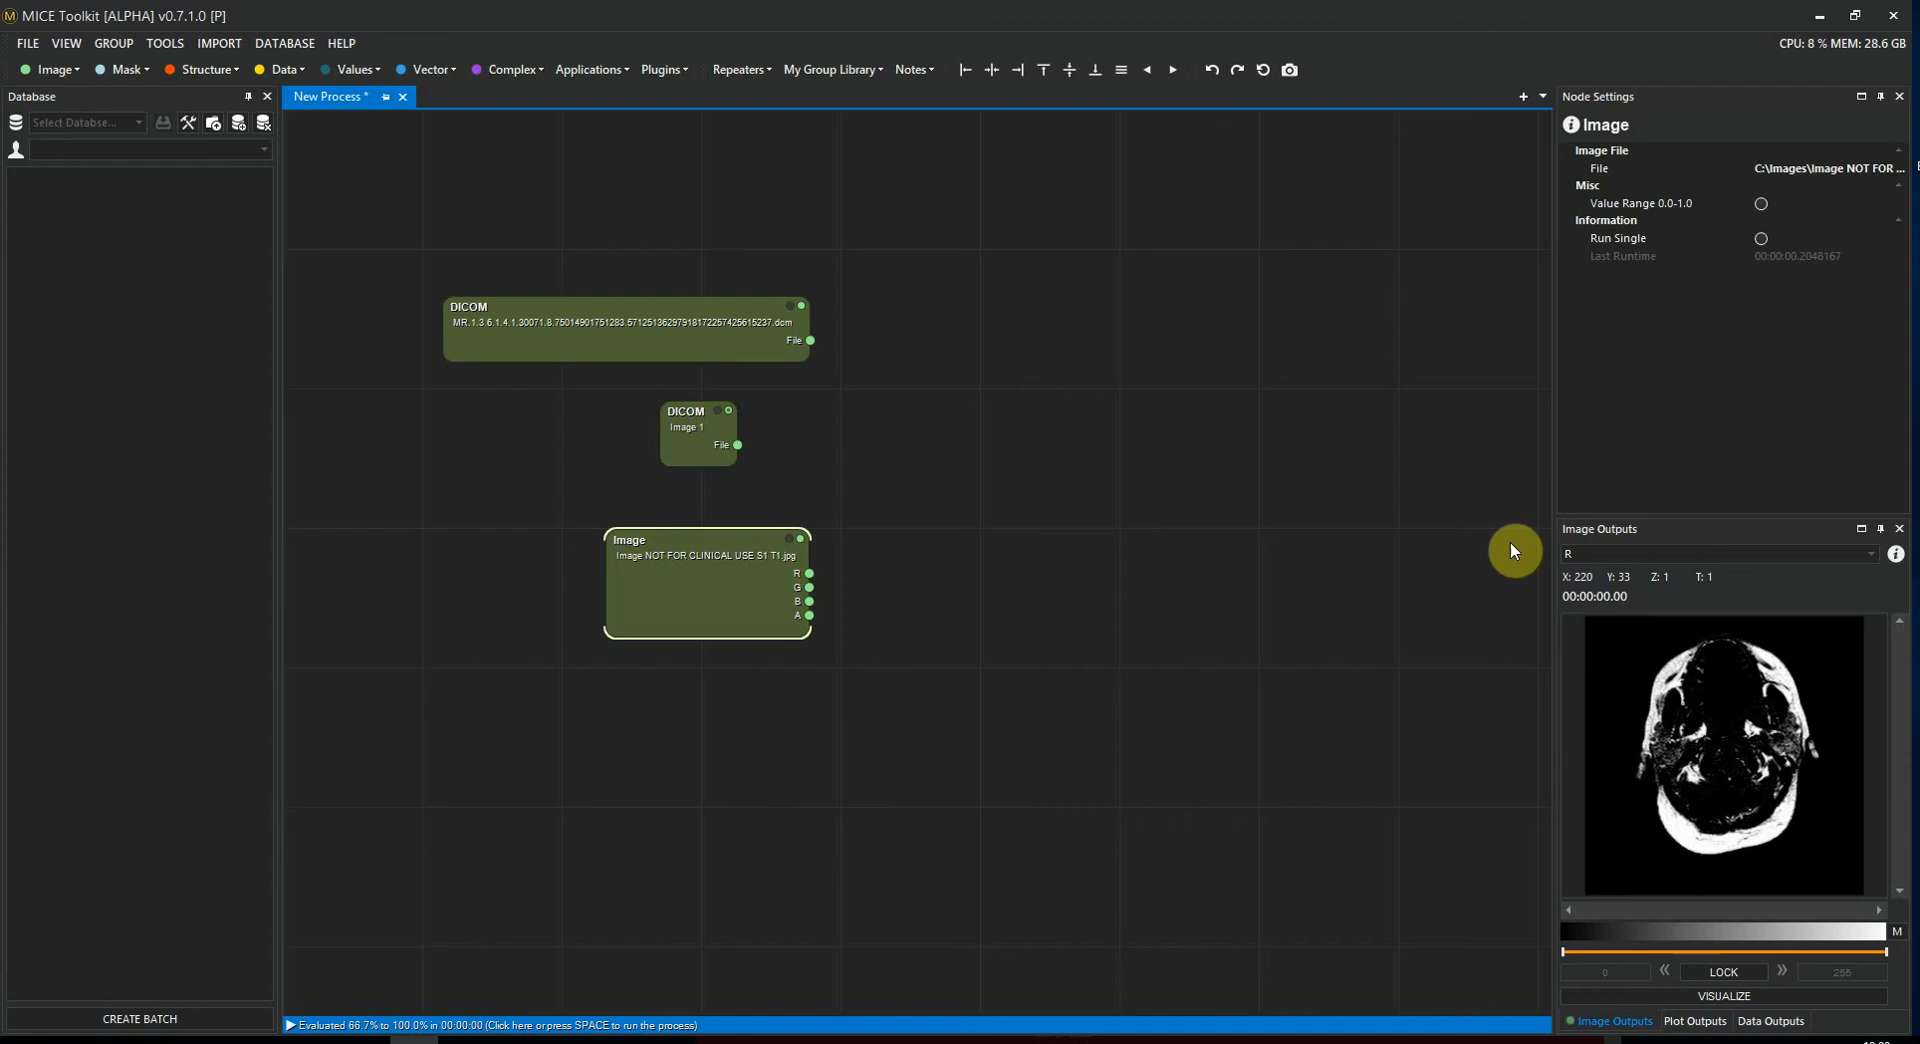 MICE Toolkit [ALPHA] v0.7.1.0 [P]
FILE VIEW GROUP TOOLS IMPORT DATABASE HELP
CPU: 8 % MEM: 28.6 GB
Image Mask Structure Data Values Vector Complex Applications Plugins Repeaters My Group Library Notes
Database
New Process *
Node Settings
Select Databse...
Image
Image File
File C:\Images\Image NOT FOR ...
Misc
Value Range 0.0-1.0
Information
Run Single
Last Runtime 00:00:00.2048167
DICOM
MR.1.3.6.1.4.1.30071.8.75014901751283.57125136297918172257425615237.dcm
File
DICOM
Image 1
File
Image
Image NOT FOR CLINICAL USE S1 T1.jpg
R
G
B
A
Image Outputs
R
X: 220 Y: 33 Z: 1 T: 1
00:00:00.00
M
0 LOCK 255
VISUALIZE
Image Outputs Plot Outputs Data Outputs
CREATE BATCH
Evaluated 66.7% to 100.0% in 00:00:00 (Click here or press SPACE to run the process)